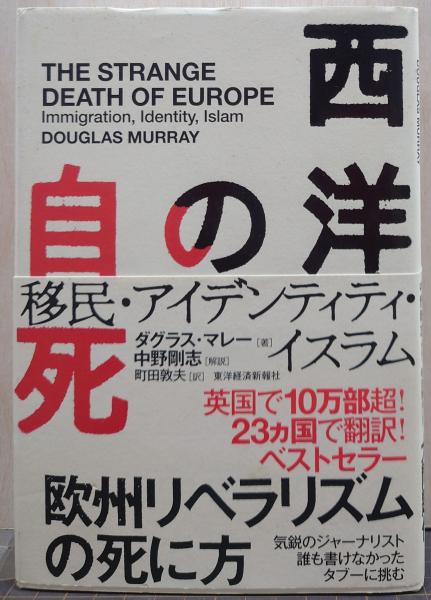 THE STRANGE
DEATH OF EUROPE
Immigration, Identity, Islam
DOUGLAS MURRAY
西洋の
自死
移民・アイデンティティ・
イスラム
ダグラス・マレー[著]
中野剛志[解説]
町田敦夫[訳] 東洋経済新報社
英国で10万部超!
23ヵ国で翻訳!
ベストセラー
欧州リベラリズム
の死に方
気鋭のジャーナリスト
誰も書けなかった
タブーに挑む
DOUGLAS MURRAY